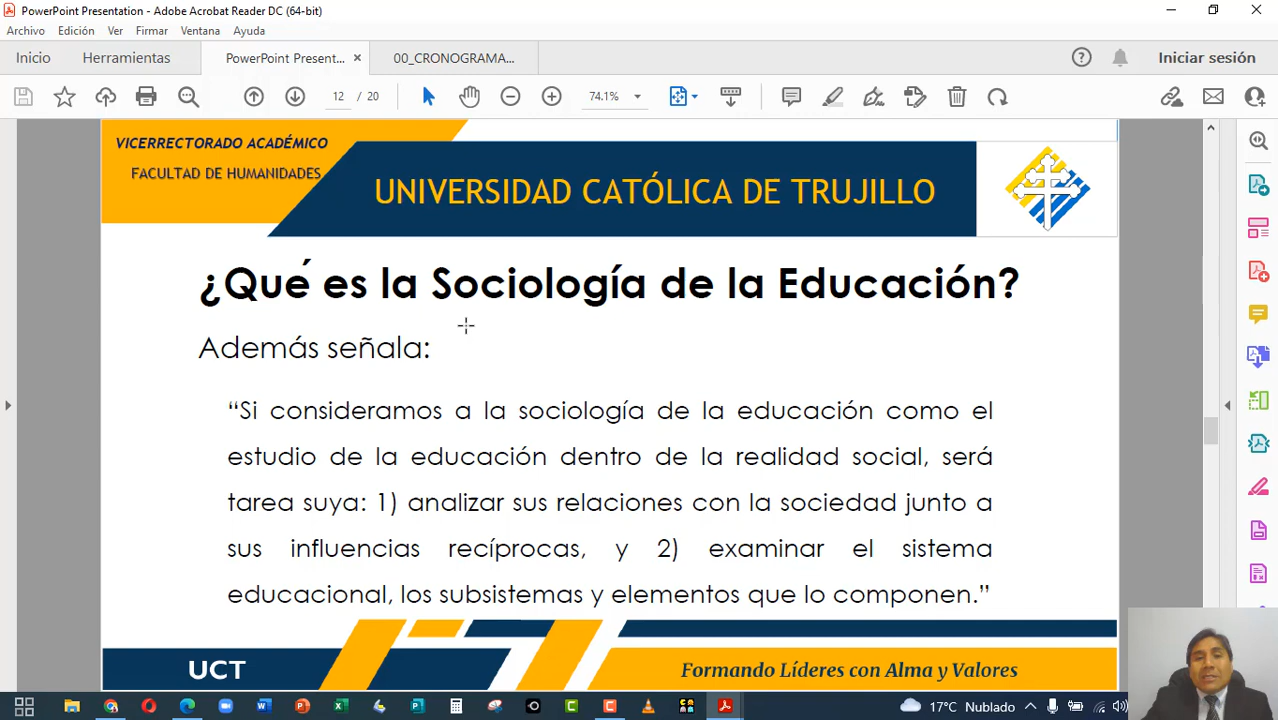 PowerPoint Presentation - Adobe Acrobat Reader DC (64-bit)
Archivo Edición Ver Firmar Ventana Ayuda
Inicio Herramientas PowerPoint Present... × 00_CRONOGRAMA... Iniciar sesión
12 / 20 74.1%
VICERRECTORADO ACADÉMICO
FACULTAD DE HUMANIDADES
UNIVERSIDAD CATÓLICA DE TRUJILLO
¿Qué es la Sociología de la Educación?
Además señala:
“Si consideramos a la sociología de la educación como el
estudio de la educación dentro de la realidad social, será
tarea suya: 1) analizar sus relaciones con la sociedad junto a
sus influencias recíprocas, y 2) examinar el sistema
educacional, los subsistemas y elementos que lo componen.”
UCT
Formando Líderes con Alma y Valores
17°C Nublado